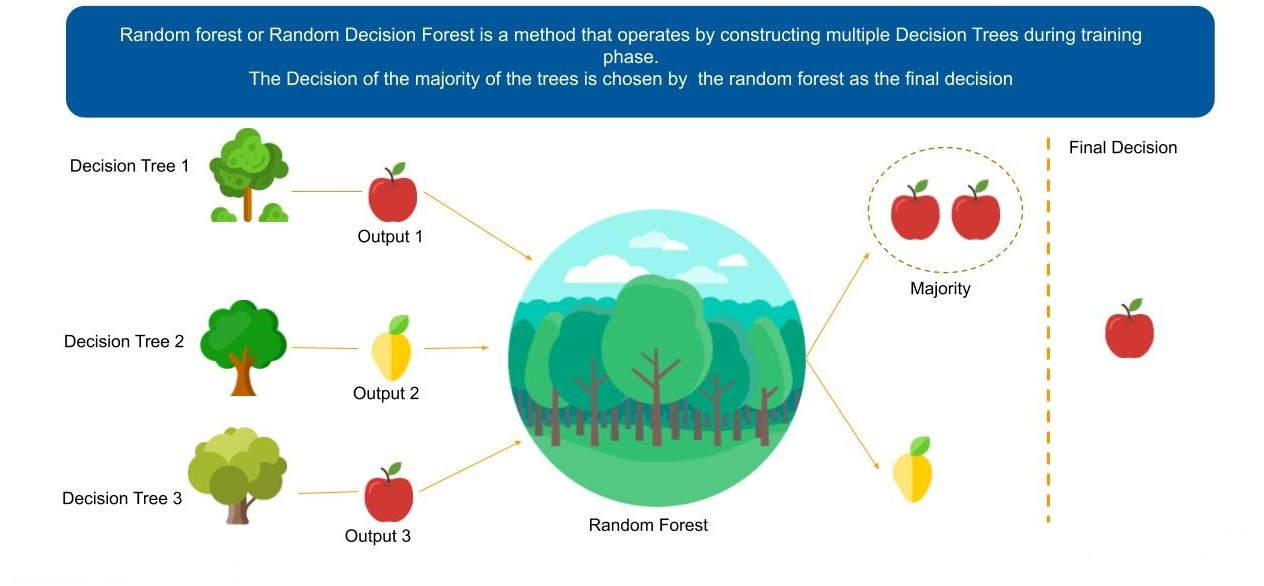 Random forest or Random Decision Forest is a method that operates by constructing multiple Decision Trees during training
phase.
The Decision of the majority of the trees is chosen by  the random forest as the final decision
Decision Tree 1
Output 1
Decision Tree 2
Output 2
Decision Tree 3
Output 3
Random Forest
Majority
Final Decision